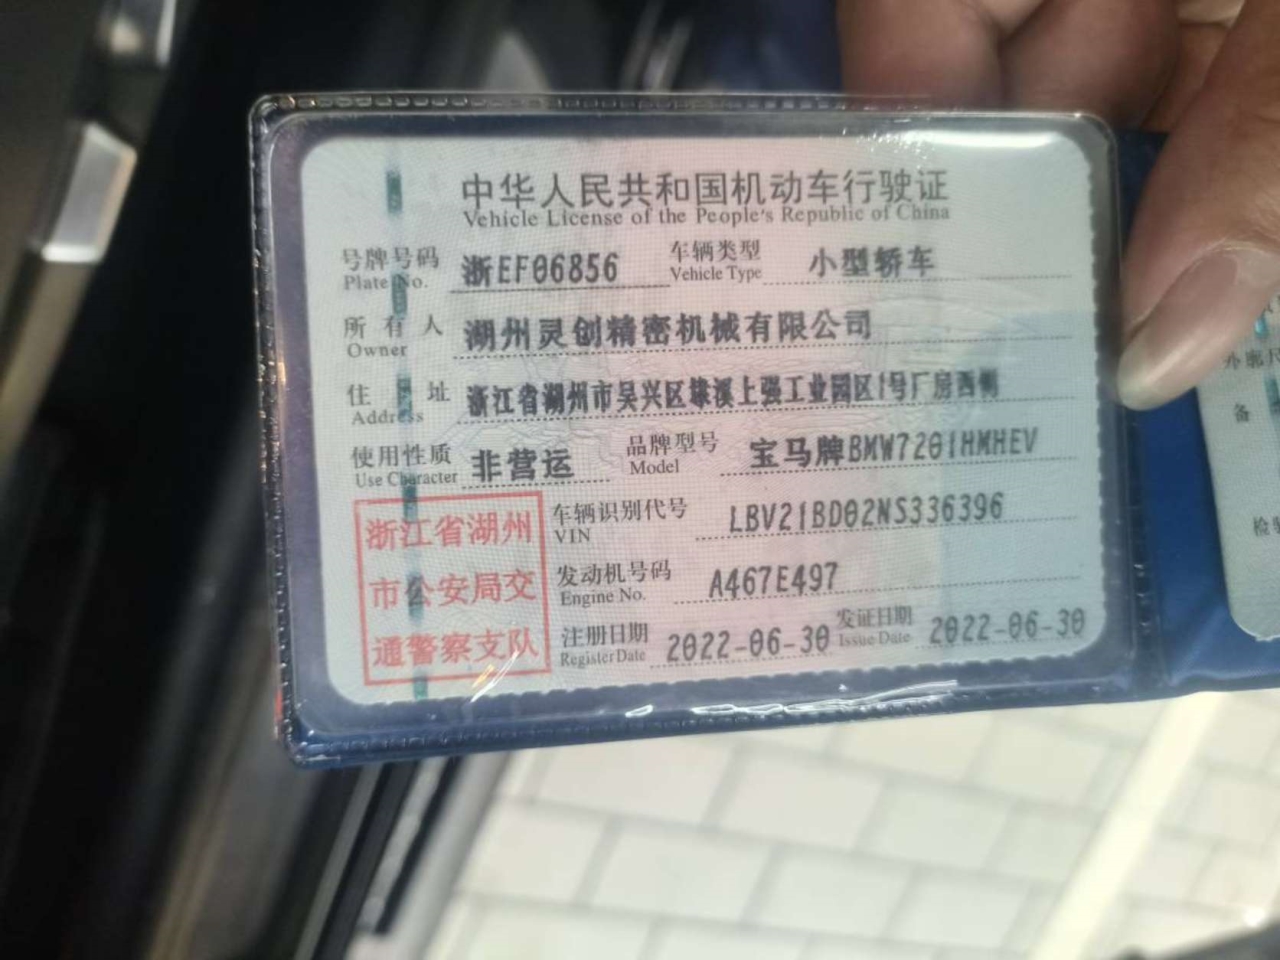 中华人民共和国机动车行驶证
Vehicle License of the People's Republic of China
号牌号码 浙EF06856 车辆类型 小型轿车
Plate No. Vehicle Type
所有人 湖州灵创精密机械有限公司
Owner
住址 浙江省湖州市吴兴区埭溪上强工业园区1号厂房西侧
Address
使用性质 非营运 品牌型号 宝马牌BMW7201HMHEV
Use Character Model
浙江省湖州
市公安局交
通警察支队
车辆识别代号 LBV21BD02NS336396
VIN
发动机号码 A467E497
Engine No.
注册日期 2022-06-30 发证日期 2022-06-30
Register Date Issue Date
外廓
备
检验